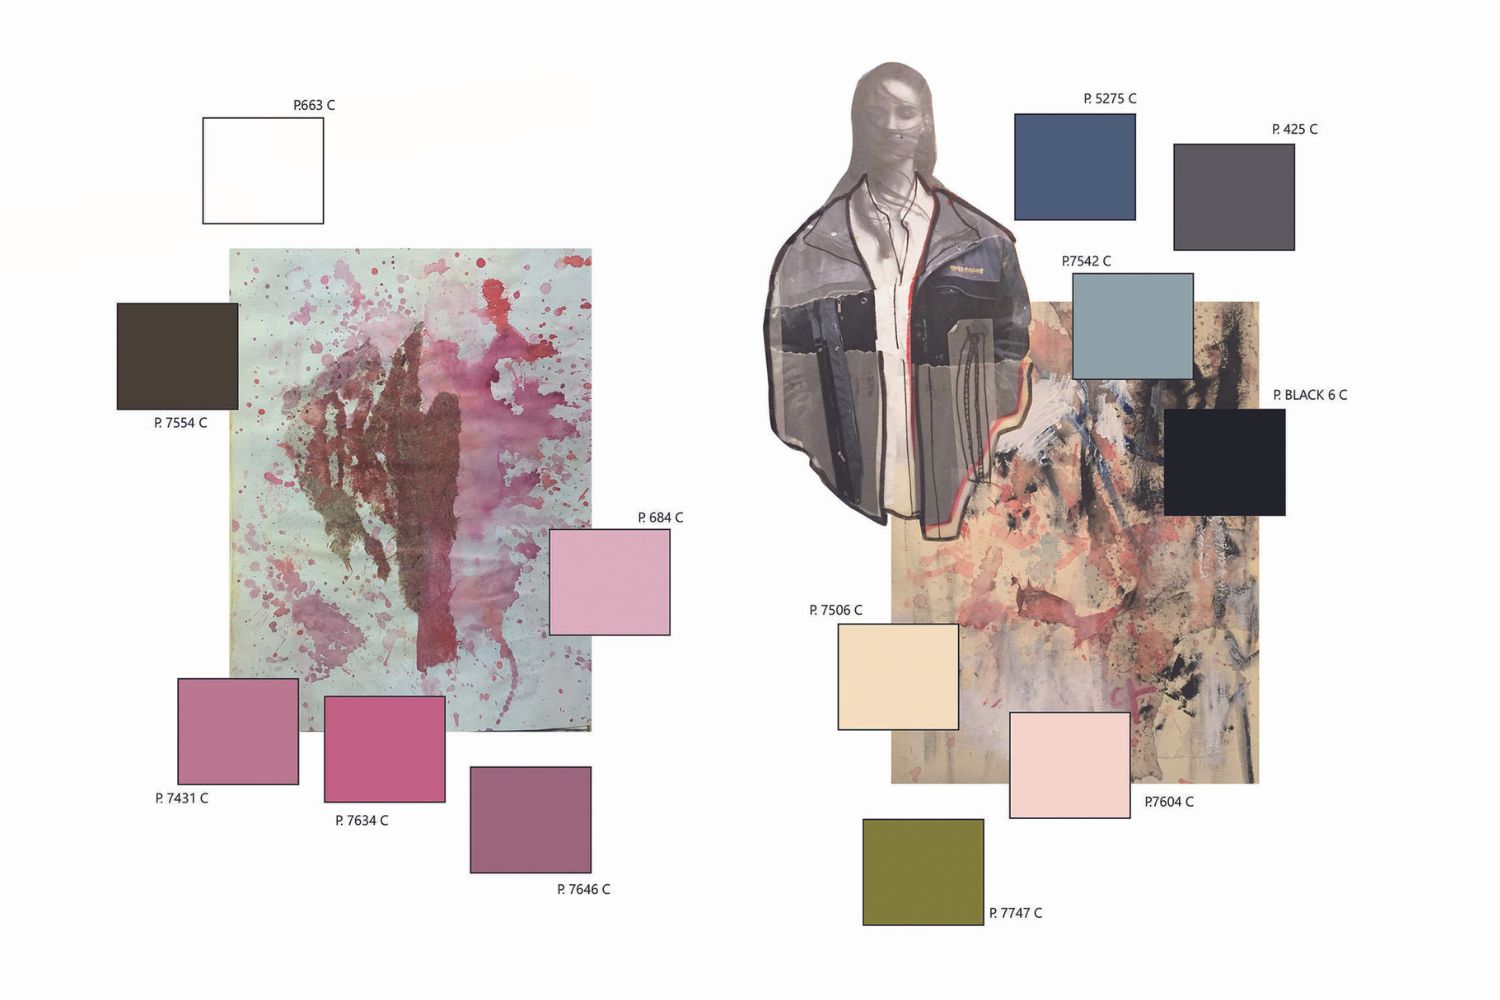 P.663 C
P. 7554 C
P. 684 C
P. 7431 C
P. 7634 C
P. 7646 C
P. 5275 C
P. 425 C
P.7542 C
P. BLACK 6 C
P. 7506 C
P.7604 C
P. 7747 C